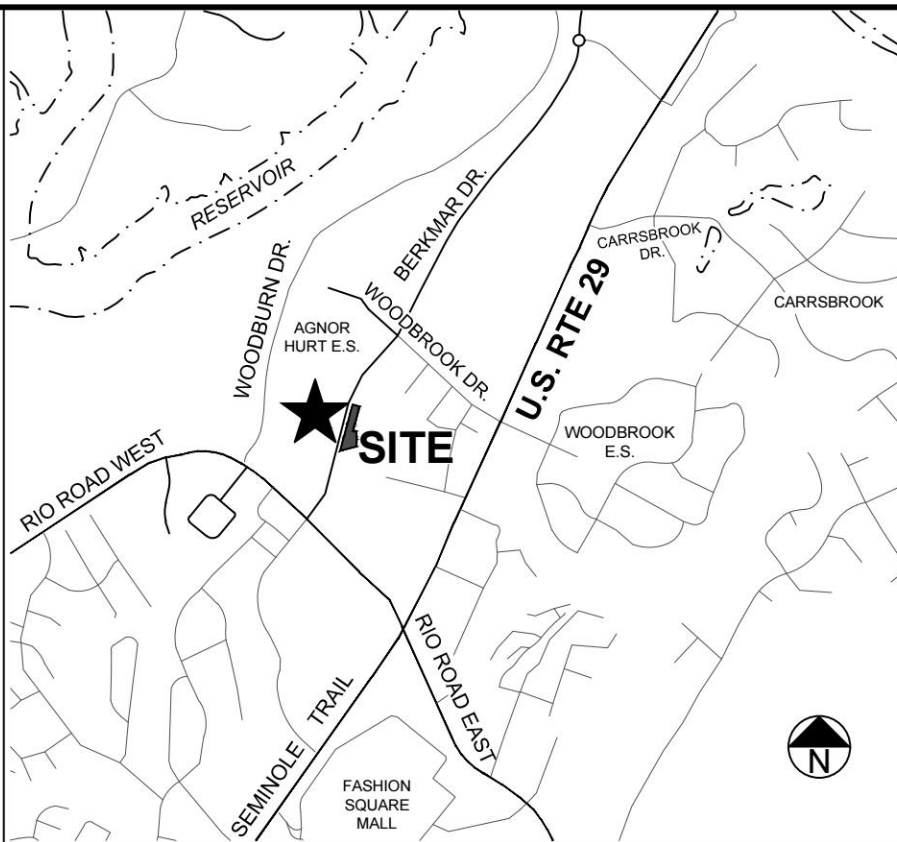 RESERVOIR
BERKMAR DR.
CARRSBROOK
DR.
CARRSBROOK
WOODBURN DR.
AGNOR
HURT E.S.
WOODBROOK DR.
U.S. RTE 29
WOODBROOK
E.S.
SITE
RIO ROAD WEST
RIO ROAD EAST
SEMINOLE TRAIL
FASHION
SQUARE
MALL
N